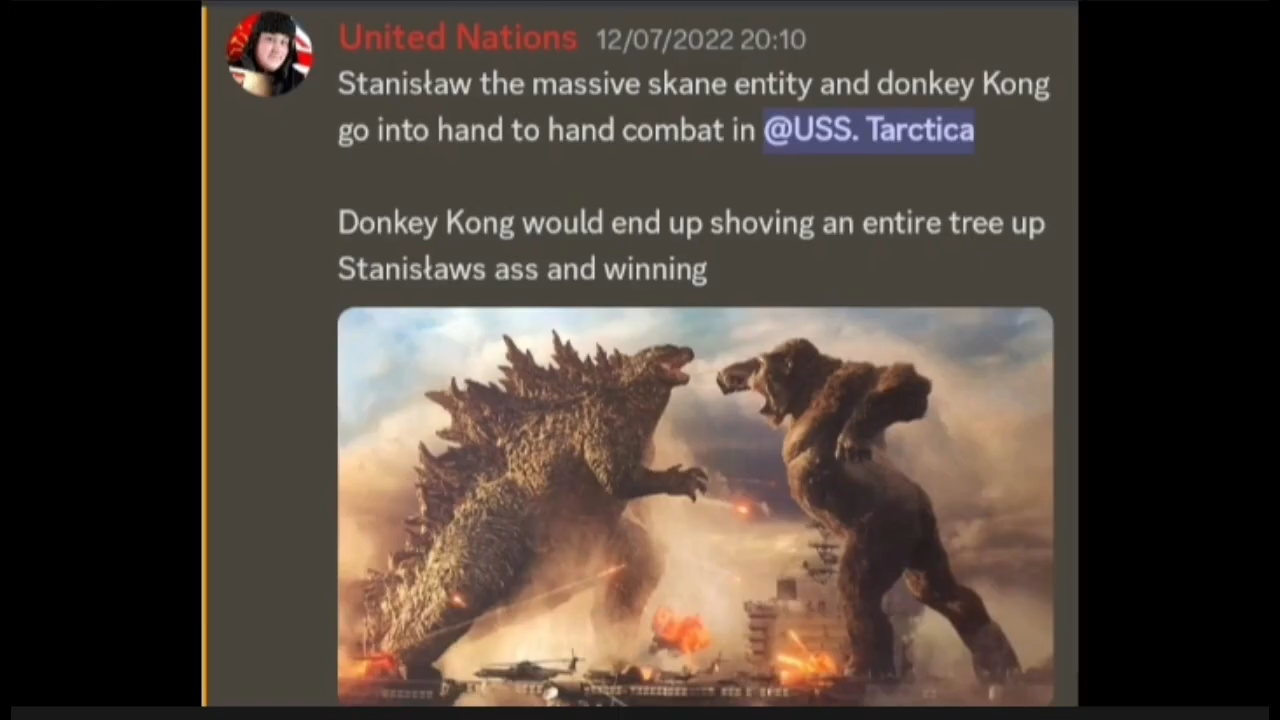 United Nations 12/07/2022 20:10
Stanisław the massive skane entity and donkey Kong
go into hand to hand combat in @USS. Tarctica
Donkey Kong would end up shoving an entire tree up
Stanisławs ass and winning